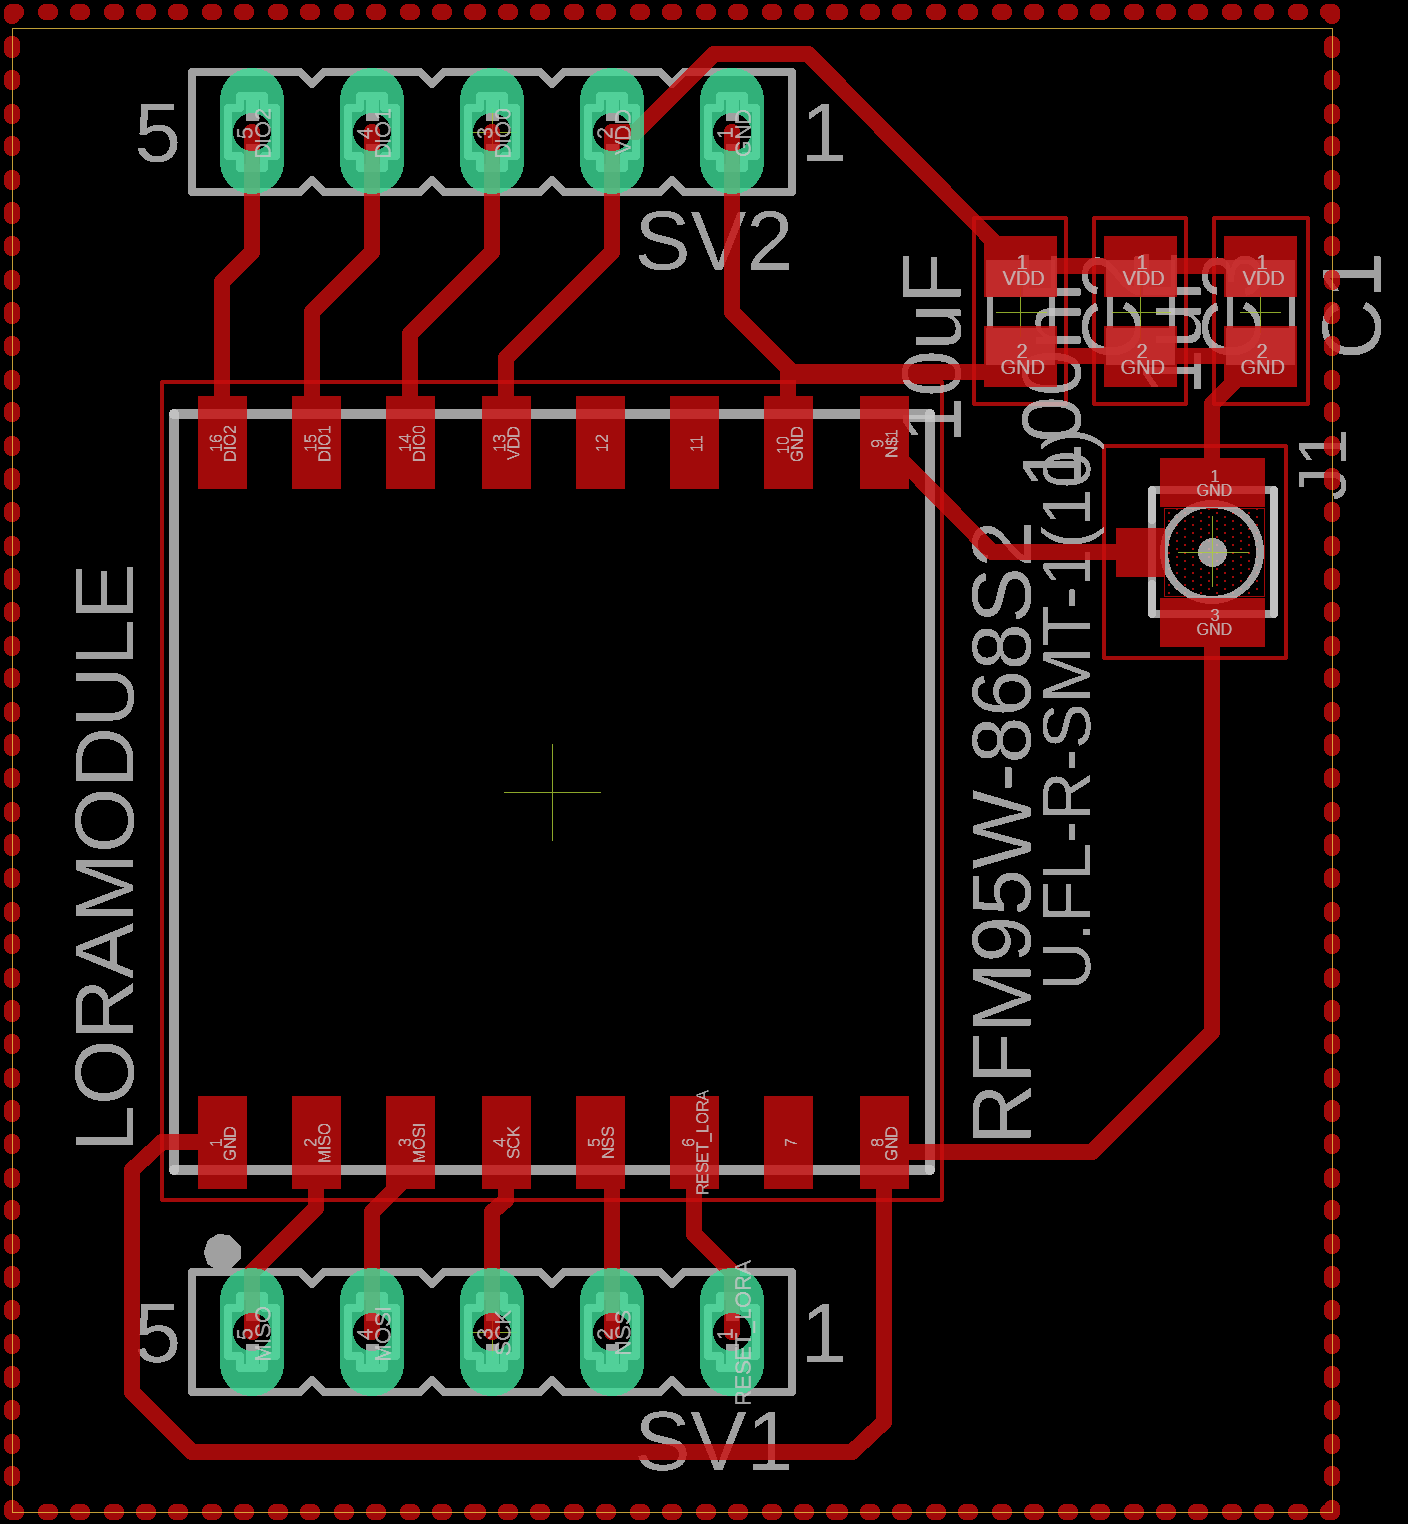 5
1
5
DIO2
4
DIO1
3
DIO0
2
VDD
1
GND
SV2
10uF
100nF
C2
1uF
C3
C1
1
VDD
1
VDD
1
VDD
2
GND
2
GND
2
GND
16
DIO2
15
DIO1
14
DIO0
13
VDD
12
11
10
GND
9
N$1
J1
1
GND
3
GND
LORAMODULE
RFM95W-868S2
U.FL-R-SMT-1(10)
1
GND
2
MISO
3
MOSI
4
SCK
5
NSS
6
RESET_LORA
7
8
GND
5
1
5
MISO
4
MOSI
3
SCK
2
NSS
1
RESET_LORA
SV1